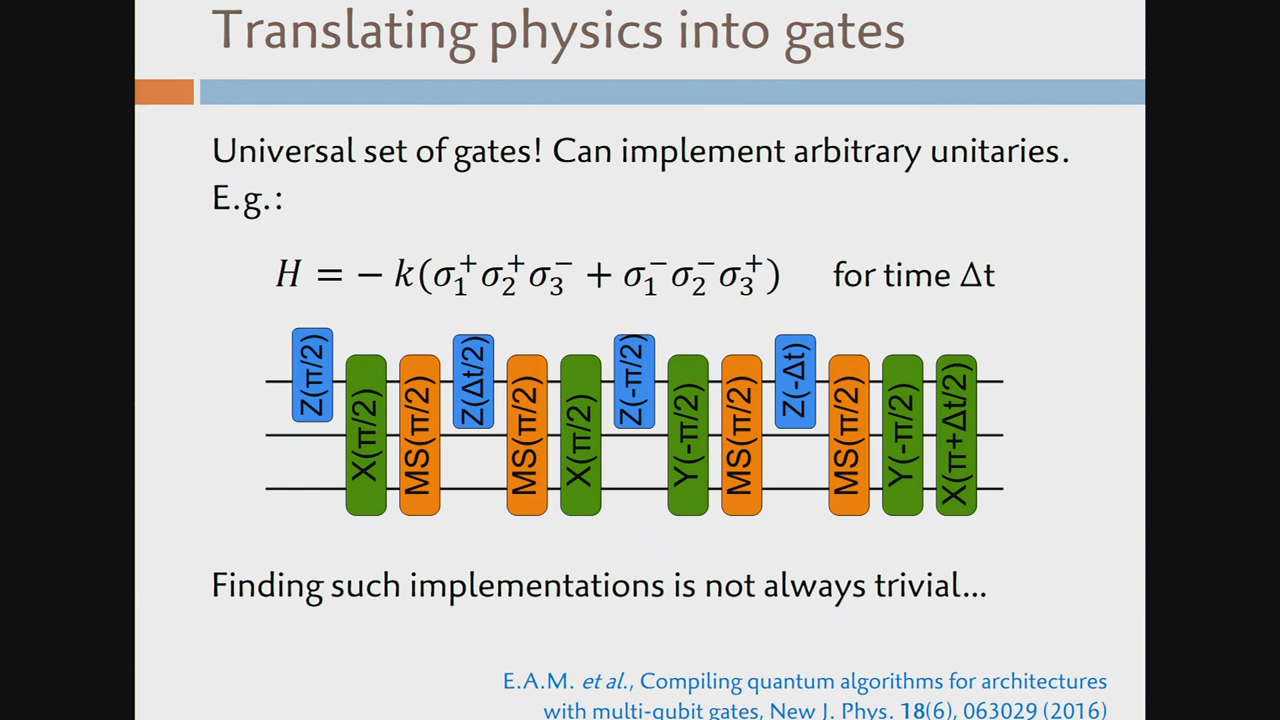 Translating physics into gates
Universal set of gates! Can implement arbitrary unitaries.
E.g.:
H = − k(σ₁⁺σ₂⁺σ₃⁻ + σ₁⁻σ₂⁻σ₃⁺) for time Δt
Z(π/2)
X(π/2)
MS(π/2)
Z(Δt/2)
MS(π/2)
X(π/2)
Z(-π/2)
Y(-π/2)
MS(π/2)
Z(-Δt)
MS(π/2)
Y(-π/2)
X(π+Δt/2)
Finding such implementations is not always trivial...
E.A.M. et al., Compiling quantum algorithms for architectures
with multi-qubit gates, New J. Phys. 18(6), 063029 (2016)